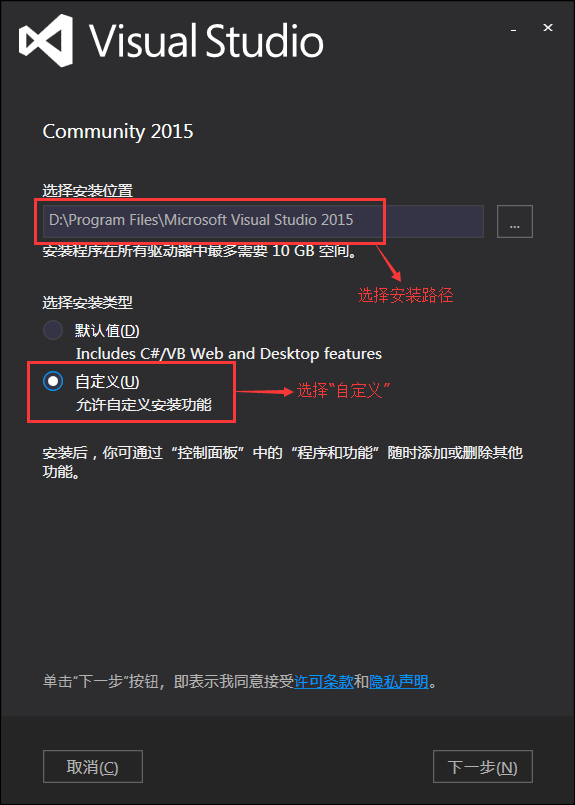 Visual Studio
Community 2015
选择安装位置
D:\Program Files\Microsoft Visual Studio 2015
...
安装程序在所有驱动器中最多需要 10 GB 空间。
选择安装路径
选择安装类型
默认值(D)
Includes C#/VB Web and Desktop features
自定义(U)
选择“自定义”
允许自定义安装功能
安装后，你可通过“控制面板”中的“程序和功能”随时添加或删除其他
功能。
单击"下一步"按钮，即表示我同意接受许可条款和隐私声明。
取消(C)
下一步(N)